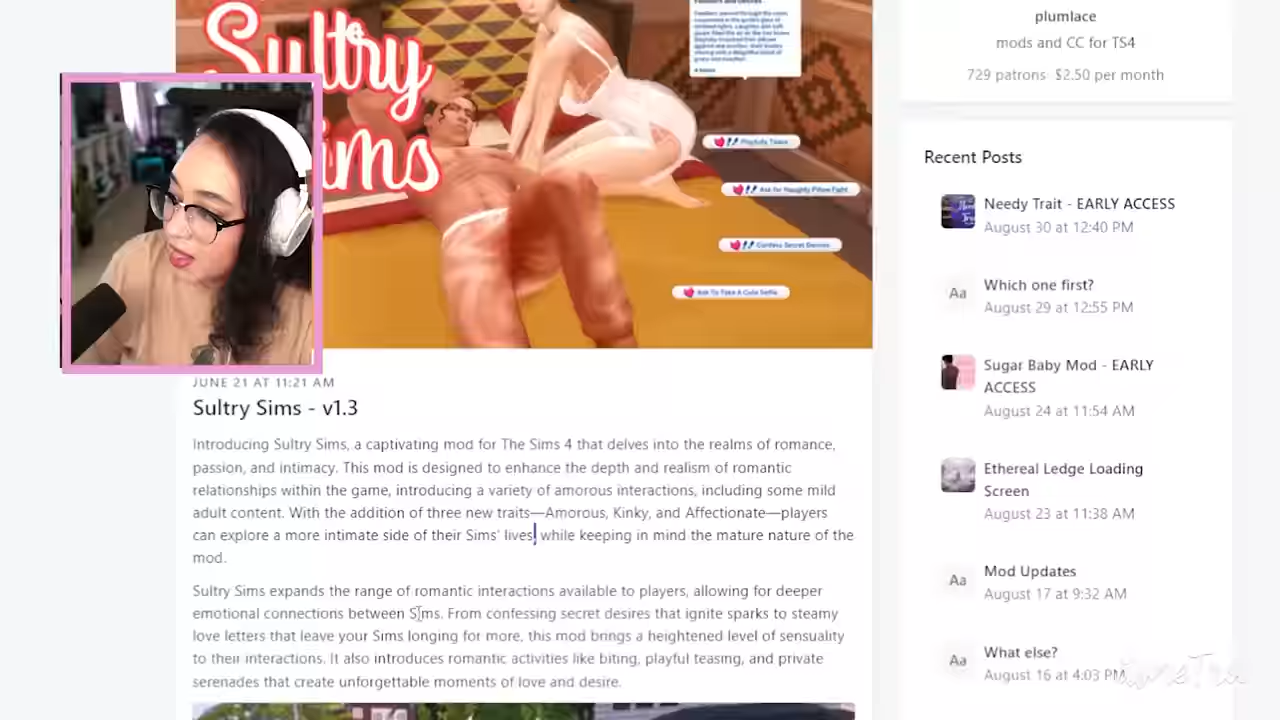 Sultry
Sims
Playfully Tease
Ask for Naughty Pillow Fight
Confess Secret Desires
Ask To Take A Cute Selfie
JUNE 21 AT 11:21 AM
Sultry Sims - v1.3
Introducing Sultry Sims, a captivating mod for The Sims 4 that delves into the realms of romance,
passion, and intimacy. This mod is designed to enhance the depth and realism of romantic
relationships within the game, introducing a variety of amorous interactions, including some mild
adult content. With the addition of three new traits—Amorous, Kinky, and Affectionate—players
can explore a more intimate side of their Sims' lives, while keeping in mind the mature nature of the
mod.
Sultry Sims expands the range of romantic interactions available to players, allowing for deeper
emotional connections between Sims. From confessing secret desires that ignite sparks to steamy
love letters that leave your Sims longing for more, this mod brings a heightened level of sensuality
to their interactions. It also introduces romantic activities like biting, playful teasing, and private
serenades that create unforgettable moments of love and desire.
plumlace
mods and CC for TS4
729 patrons · $2.50 per month
Recent Posts
Needy Trait - EARLY ACCESS
August 30 at 12:40 PM
Aa
Which one first?
August 29 at 12:55 PM
Sugar Baby Mod - EARLY
ACCESS
August 24 at 11:54 AM
Ethereal Ledge Loading
Screen
August 23 at 11:38 AM
Aa
Mod Updates
August 17 at 9:32 AM
Aa
What else?
August 16 at 4:03 PM